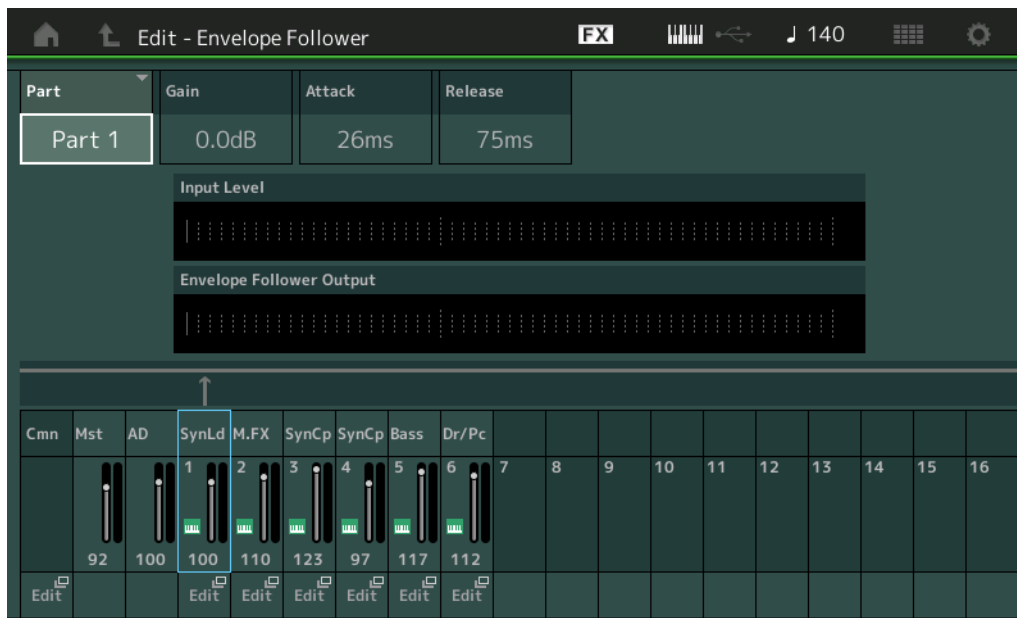 Edit - Envelope Follower FX 140
Part Gain Attack Release
Part 1 0.0dB 26ms 75ms
Input Level
Envelope Follower Output
Cmn Mst AD SynLd M.FX SynCp SynCp Bass Dr/Pc
1 2 3 4 5 6 7 8 9 10 11 12 13 14 15 16
92 100 100 110 123 97 117 112
Edit Edit Edit Edit Edit Edit Edit